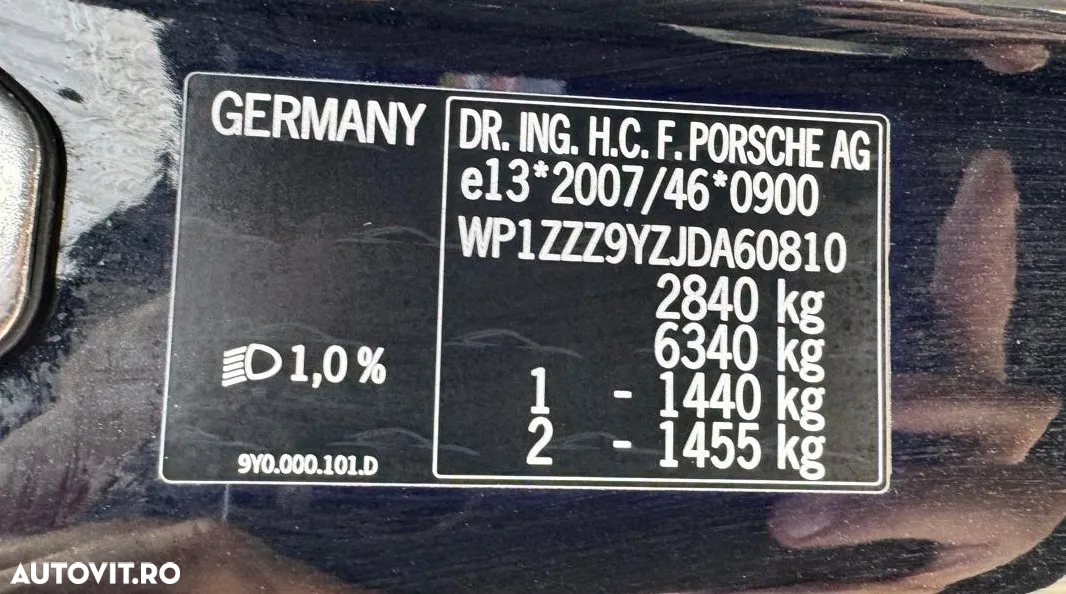 GERMANY
DR. ING. H.C. F. PORSCHE AG
e13*2007/46*0900
WP1ZZZ9YZJDA60810
2840 kg
6340 kg
1 - 1440 kg
2 - 1455 kg
1,0 %
9Y0.000.101.D
AUTOVIT.RO